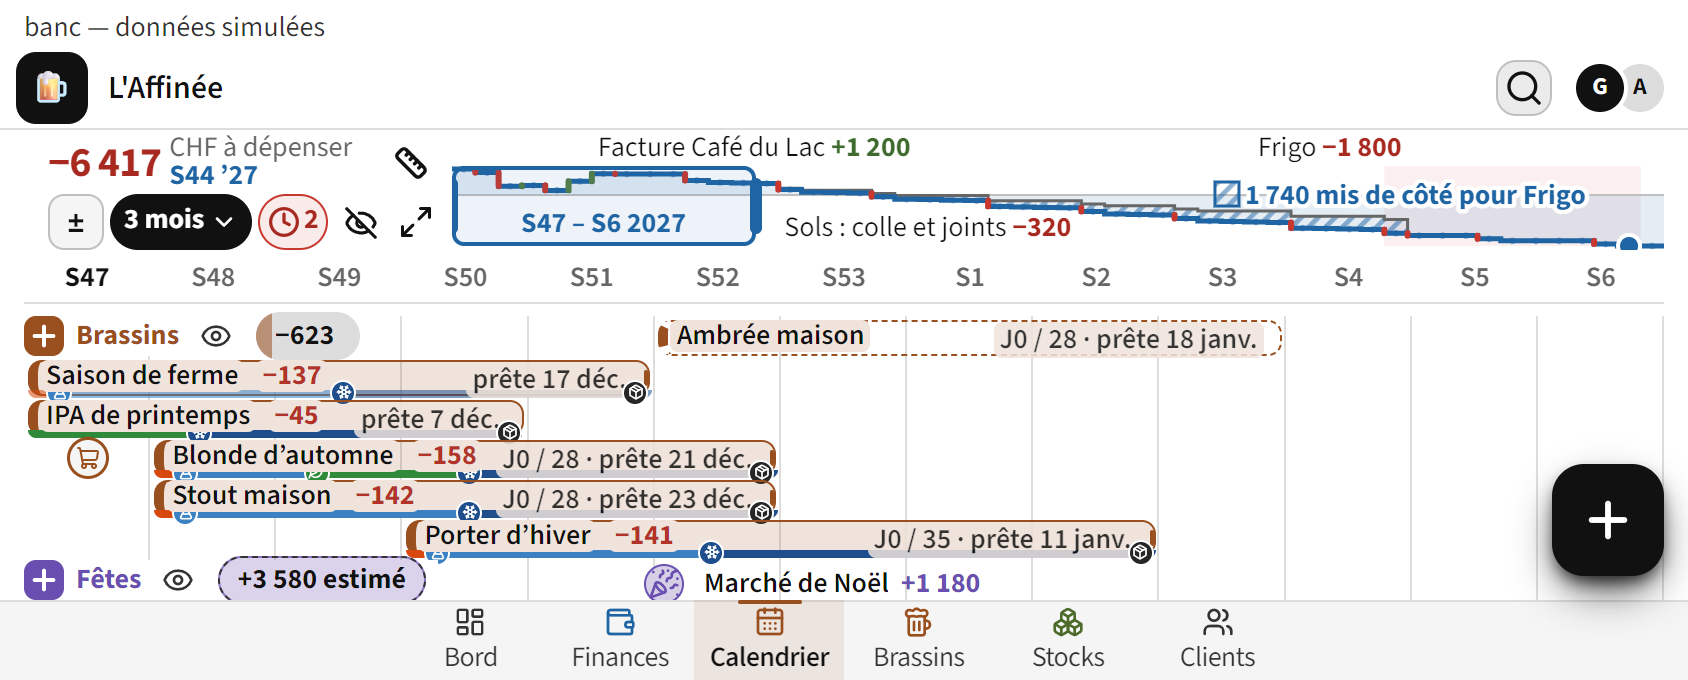 banc — données simulées
L'Affinée
G A
−6 417 CHF à dépenser
S44 ’27
Facture Café du Lac +1 200
Frigo −1 800
1 740 mis de côté pour Frigo
± 3 mois 2
S47 – S6 2027
Sols : colle et joints −320
S47 S48 S49 S50 S51 S52 S53 S1 S2 S3 S4 S5 S6
Brassins −623
Ambrée maison J0 / 28 · prête 18 janv.
Saison de ferme −137 prête 17 déc.
IPA de printemps −45 prête 7 déc.
Blonde d’automne −158 J0 / 28 · prête 21 déc.
Stout maison −142 J0 / 28 · prête 23 déc.
Porter d’hiver −141 J0 / 35 · prête 11 janv.
Fêtes +3 580 estimé Marché de Noël +1 180
Bord Finances Calendrier Brassins Stocks Clients